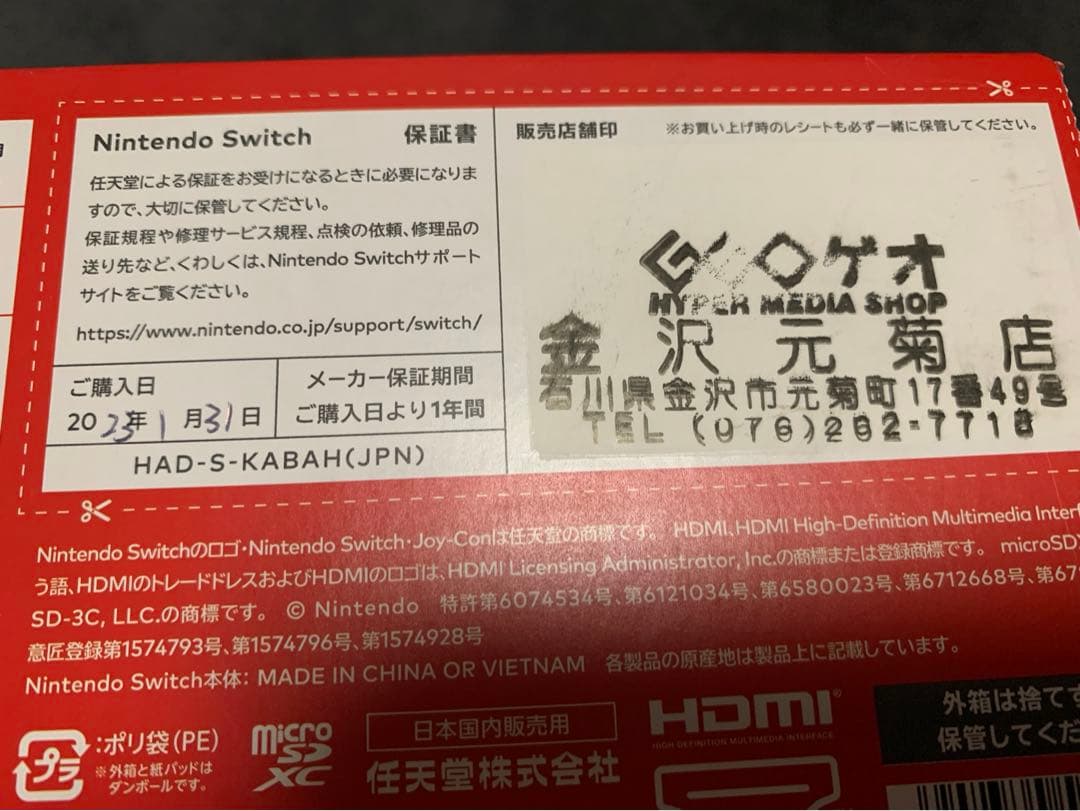 Nintendo Switch 保証書
任天堂による保証をお受けになるときに必要になりま
すので、大切に保管してください。
保証規程や修理サービス規程、点検の依頼、修理品の
送り先など、くわしくは、Nintendo Switchサポート
サイトをご覧ください。
https://www.nintendo.co.jp/support/switch/
ご購入日
2023年1月31日
メーカー保証期間
ご購入日より1年間
HAD-S-KABAH(JPN)
販売店舗印 ※お買い上げ時のレシートも必ず一緒に保管してください。
ゲオ
HYPER MEDIA SHOP
金沢元菊店
石川県金沢市元菊町17番49号
TEL (076)262-7718
Nintendo Switchのロゴ・Nintendo Switch・Joy-Conは任天堂の商標です。 HDMI、HDMI High-Definition Multimedia Interf
う語、HDMIのトレードドレスおよびHDMIのロゴは、HDMI Licensing Administrator, Inc.の商標または登録商標です。 microSDX
SD-3C, LLC.の商標です。 © Nintendo 特許第6074534号、第6121034号、第6580023号、第6712668号、第67
意匠登録第1574793号、第1574796号、第1574928号
Nintendo Switch本体: MADE IN CHINA OR VIETNAM 各製品の原産地は製品上に記載しています。
プラ
:ポリ袋(PE)
※外箱と紙パッドは
ダンボールです。
micro
SD
XC
日本国内販売用
任天堂株式会社
HDMI®
HIGH-DEFINITION MULTIMEDIA INTERFACE
外箱は捨てず
保管してくだ